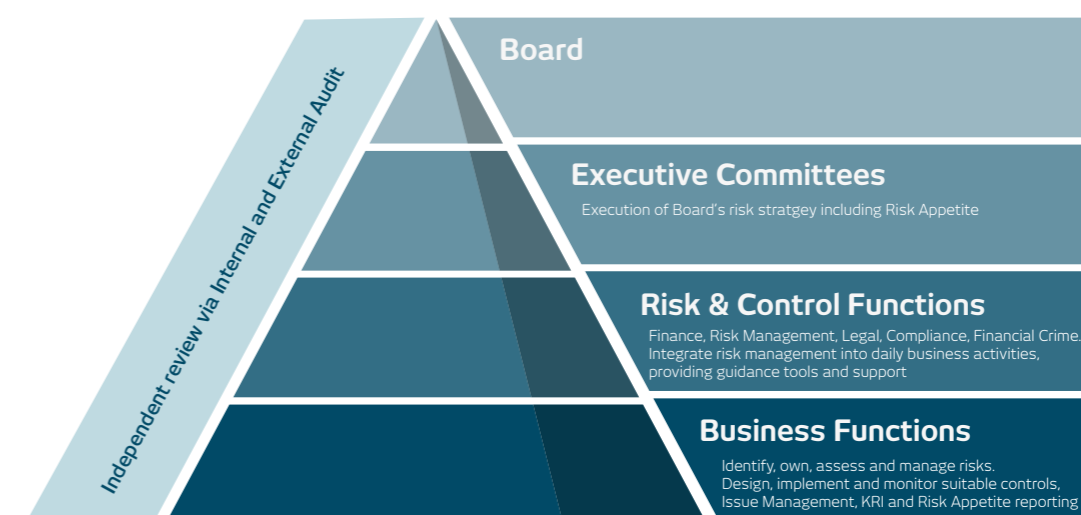 Independent review via Internal and External Audit
Board
Executive Committees
Execution of Board's risk stratgey including Risk Appetite
Risk & Control Functions
Finance, Risk Management, Legal, Compliance, Financial Crime.
Integrate risk management into daily business activities,
providing guidance tools and support
Business Functions
Identify, own, assess and manage risks.
Design, implement and monitor suitable controls,
Issue Management, KRI and Risk Appetite reporting